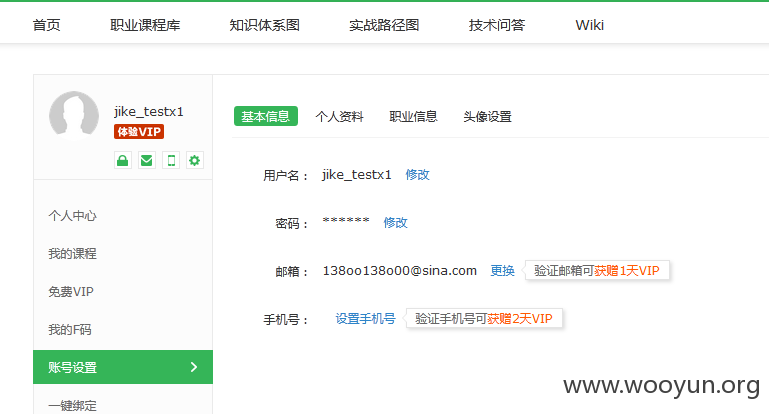 首页 职业课程库 知识体系图 实战路径图 技术问答 Wiki
jike_testx1
体验VIP
个人中心
我的课程
免费VIP
我的F码
账号设置
一键绑定
基本信息 个人资料 职业信息 头像设置
用户名： jike_testx1 修改
密码： ****** 修改
邮箱： 138oo138o00@sina.com 更换 验证邮箱可获赠1天VIP
手机号： 设置手机号 验证手机号可获赠2天VIP
www.wooyun.org